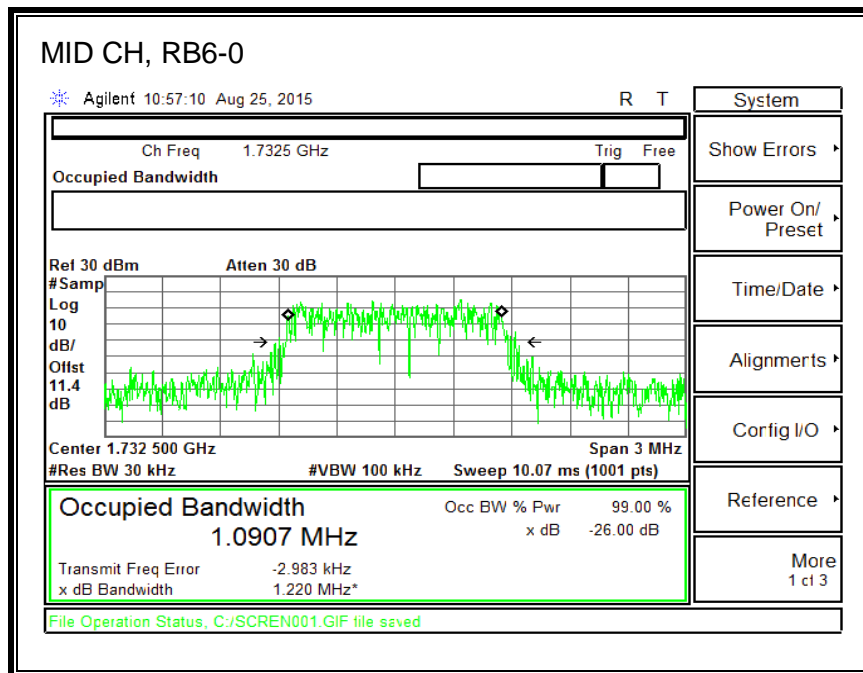 MID CH, RB6-0
Agilent 10:57:10 Aug 25, 2015 R T
Ch Freq 1.7325 GHz Trig Free
Occupied Bandwidth
Ref 30 dBm Atten 30 dB
#Samp
Log
10
dB/
Offst
11.4
dB
Center 1.732 500 GHz Span 3 MHz
#Res BW 30 kHz #VBW 100 kHz Sweep 10.07 ms (1001 pts)
Occupied Bandwidth Occ BW % Pwr 99.00 %
1.0907 MHz x dB -26.00 dB
Transmit Freq Error -2.983 kHz
x dB Bandwidth 1.220 MHz*
File Operation Status, C:/SCREN001.GIF file saved
System
Show Errors
Power On/
Preset
Time/Date
Alignments
Config I/O
Reference
More
1 of 3